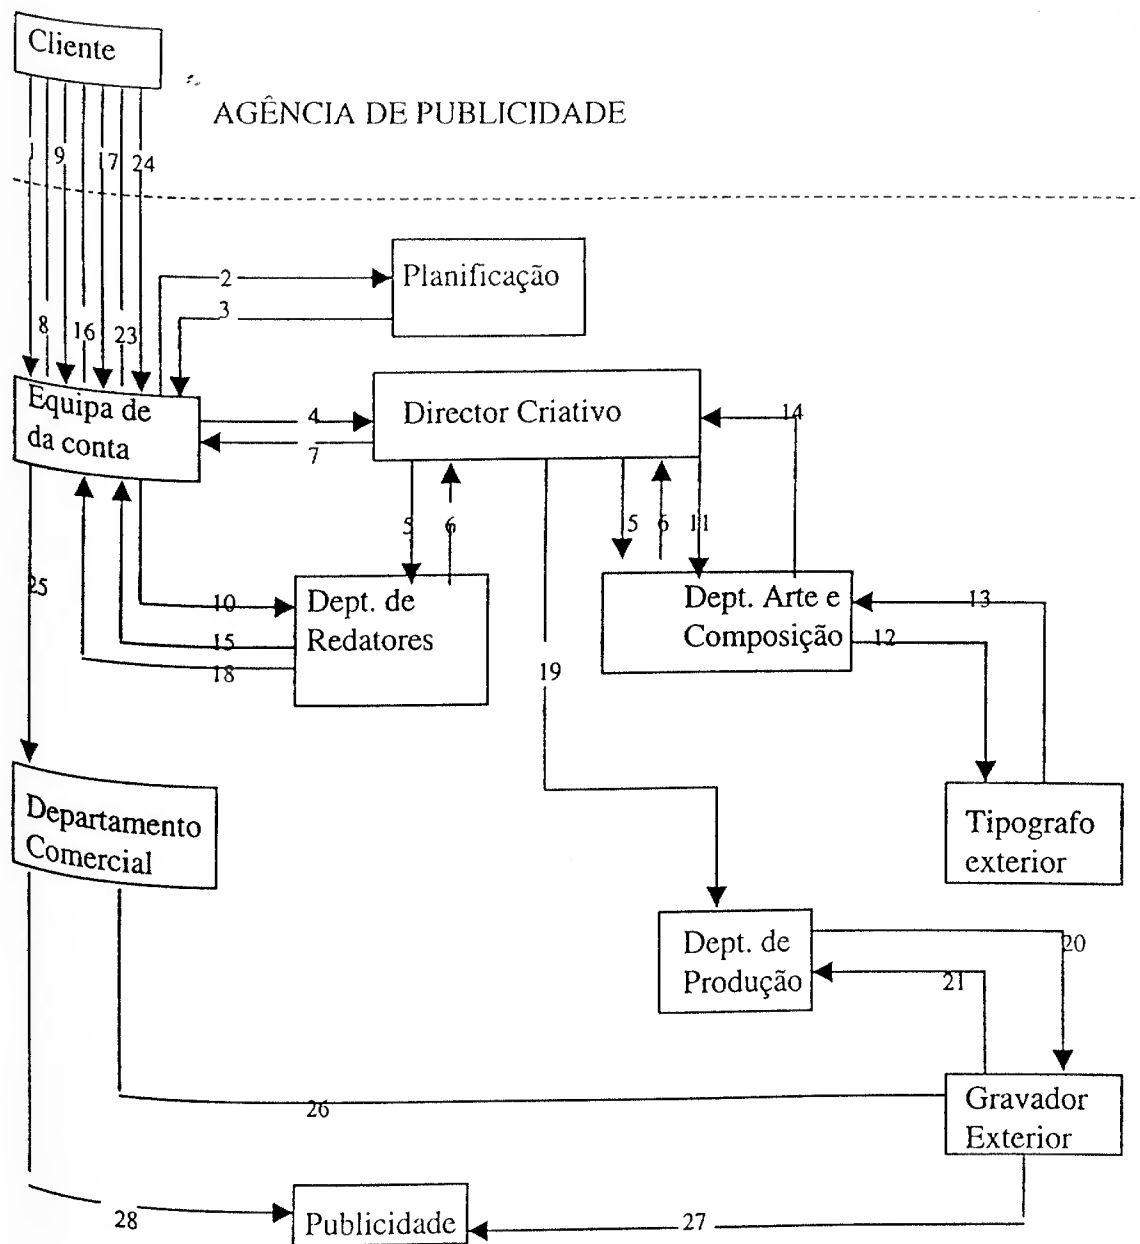 Cliente
AGÊNCIA DE PUBLICIDADE
1
9
17
24
2
Planificação
3
8
16
23
Equipa de
da conta
4
7
Director Criativo
14
5
6
5
6
11
25
10
15
18
Dept. de
Redatores
Dept. Arte e
Composição
13
12
19
Departamento
Comercial
Tipografo
exterior
Dept. de
Produção
20
21
26
Gravador
Exterior
28
Publicidade
27